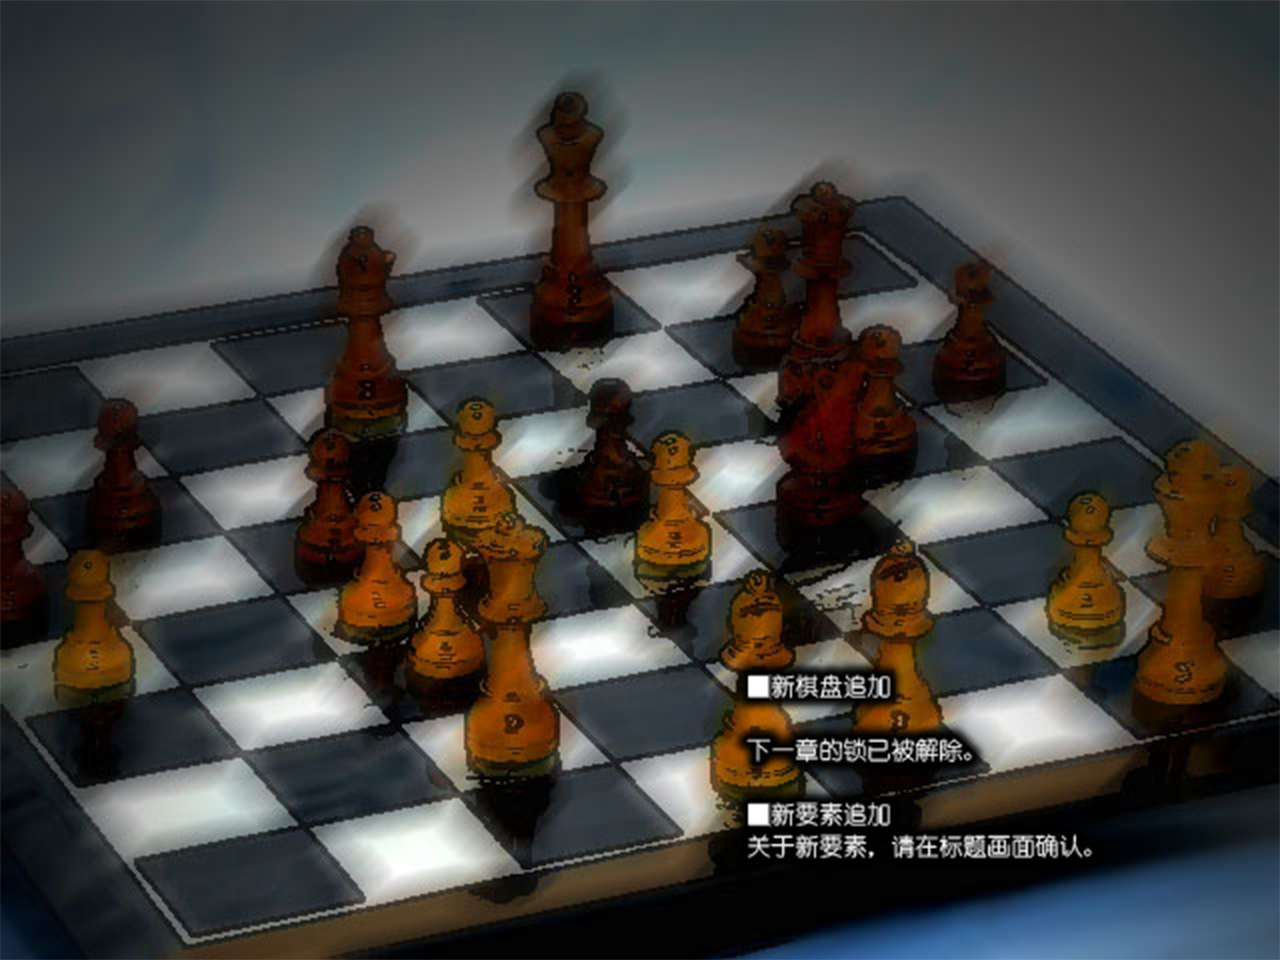 ■新棋盘追加
下一章的锁已被解除。
■新要素追加
关于新要素，请在标题画面确认。